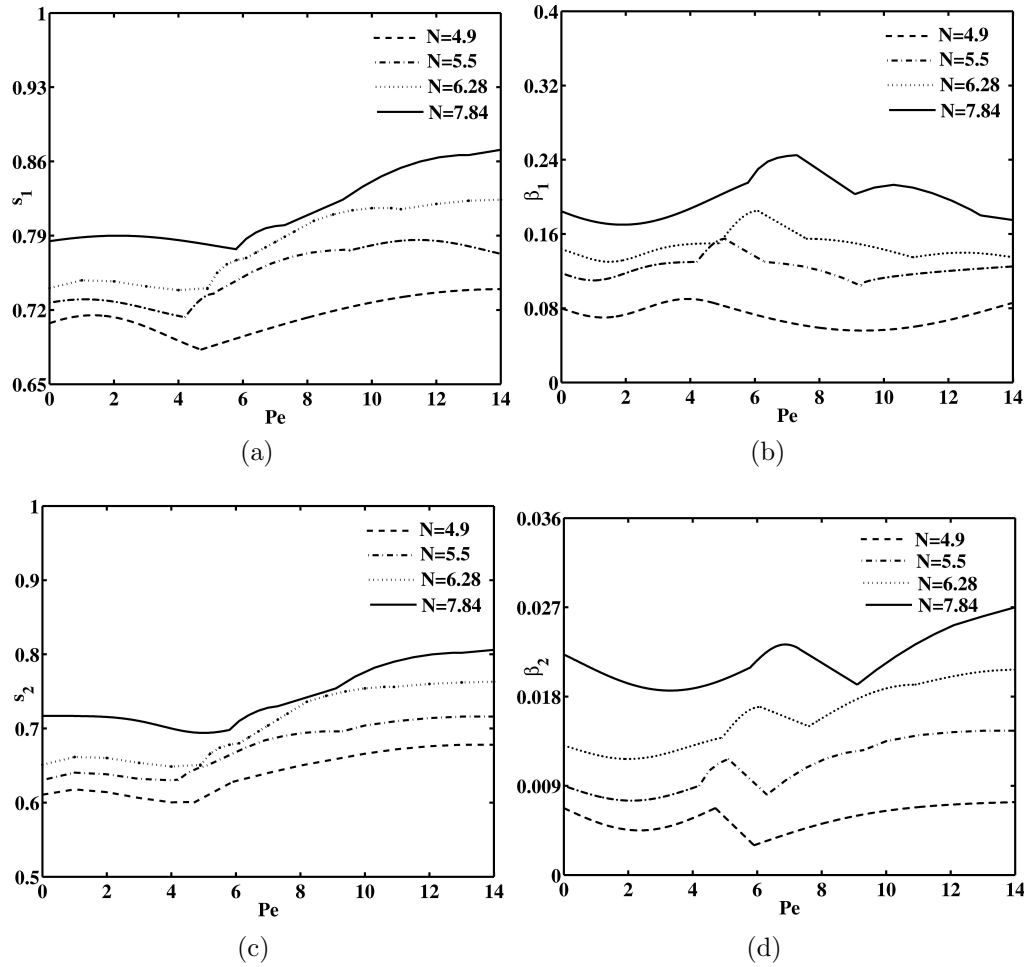 1
0.93
0.86
0.79
0.72
0.65
s1
0 2 4 6 8 10 12 14
Pe
N=4.9
N=5.5
N=6.28
N=7.84
(a)
0.4
0.32
0.24
0.16
0.08
0
β1
0 2 4 6 8 10 12 14
Pe
N=4.9
N=5.5
N=6.28
N=7.84
(b)
1
0.9
0.8
0.7
0.6
0.5
s2
0 2 4 6 8 10 12 14
Pe
N=4.9
N=5.5
N=6.28
N=7.84
(c)
0.036
0.027
0.018
0.009
0
β2
0 2 4 6 8 10 12 14
Pe
N=4.9
N=5.5
N=6.28
N=7.84
(d)